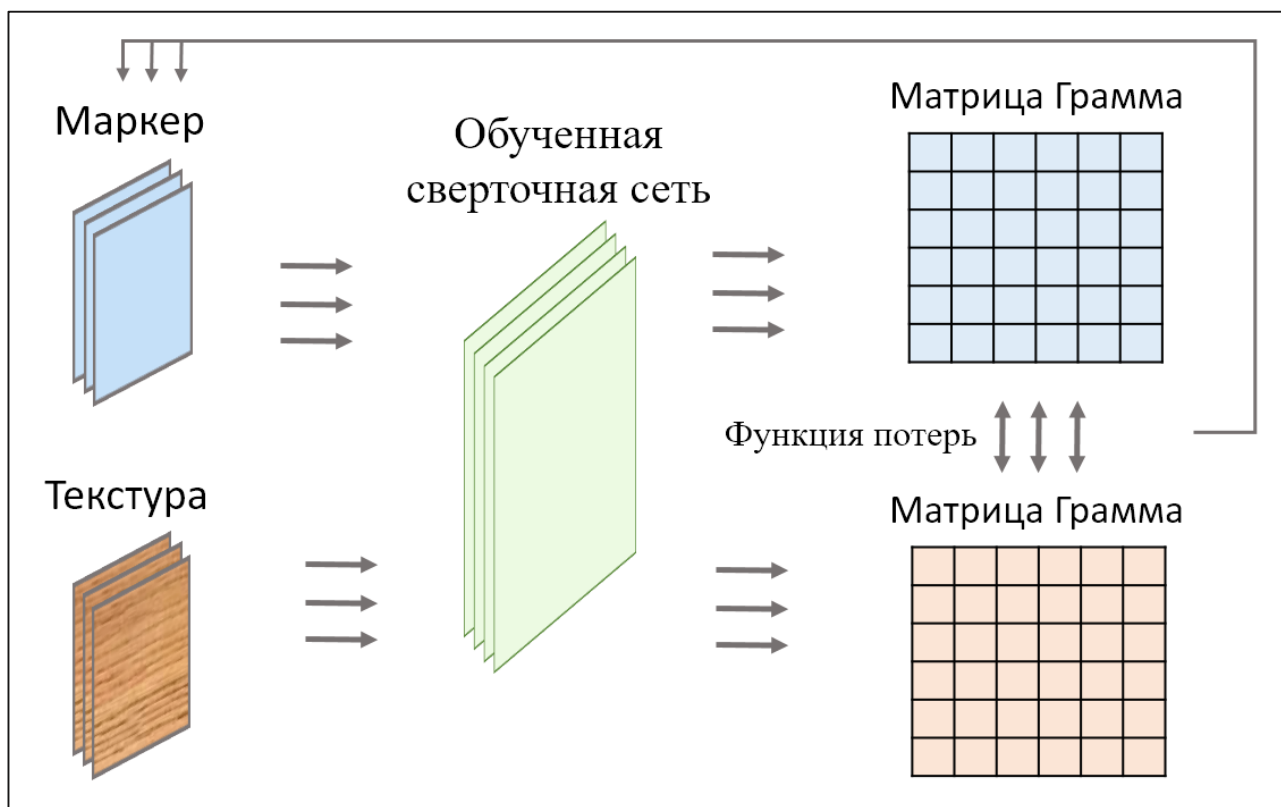 Маркер
Обученная
сверточная сеть
Матрица Грамма
Функция потерь
Текстура
Матрица Грамма